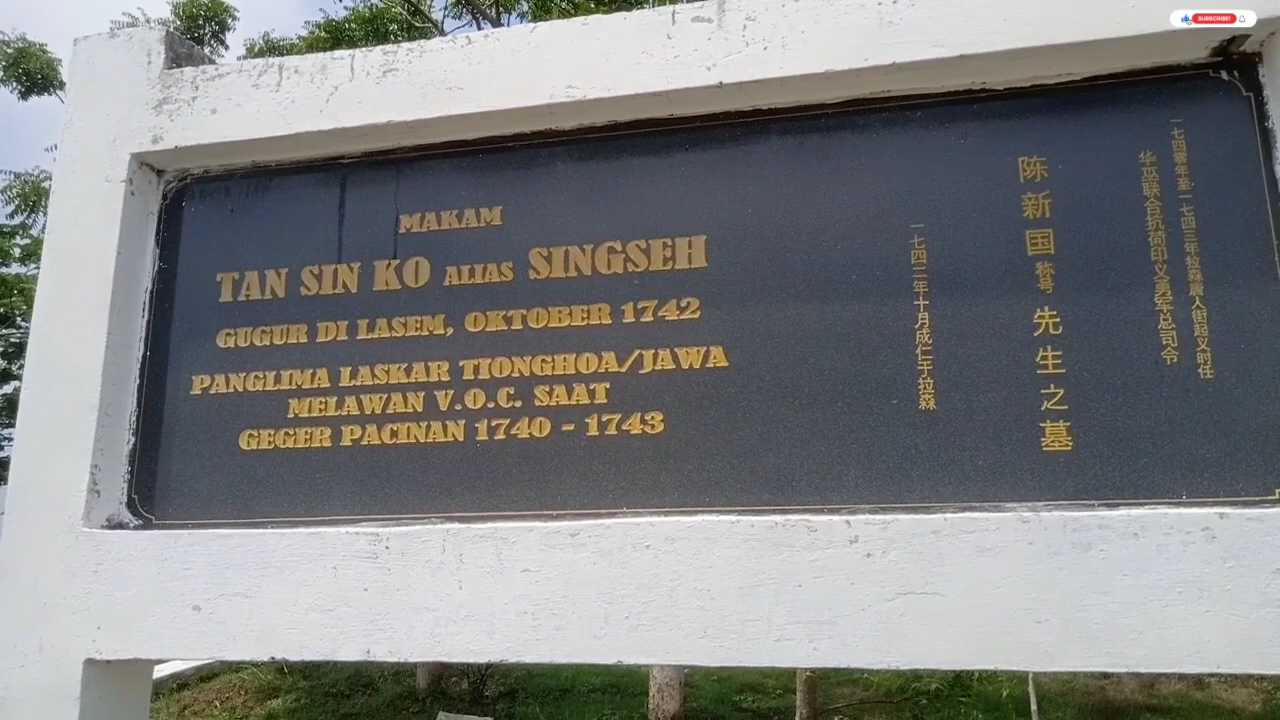 MAKAM
TAN SIN KO ALIAS SINGSEH
GUGUR DI LASEM, OKTOBER 1742
PANGLIMA LASKAR TIONGHOA/JAWA
MELAWAN V.O.C. SAAT
GEGER PACINAN 1740 - 1743
一七四零年至一七四三年拉森唐人街起义时任
华巫联合抗荷印义勇军总司令
陈新国称号先生之墓
一七四二年十月成仁于拉森
SUBSCRIBE!